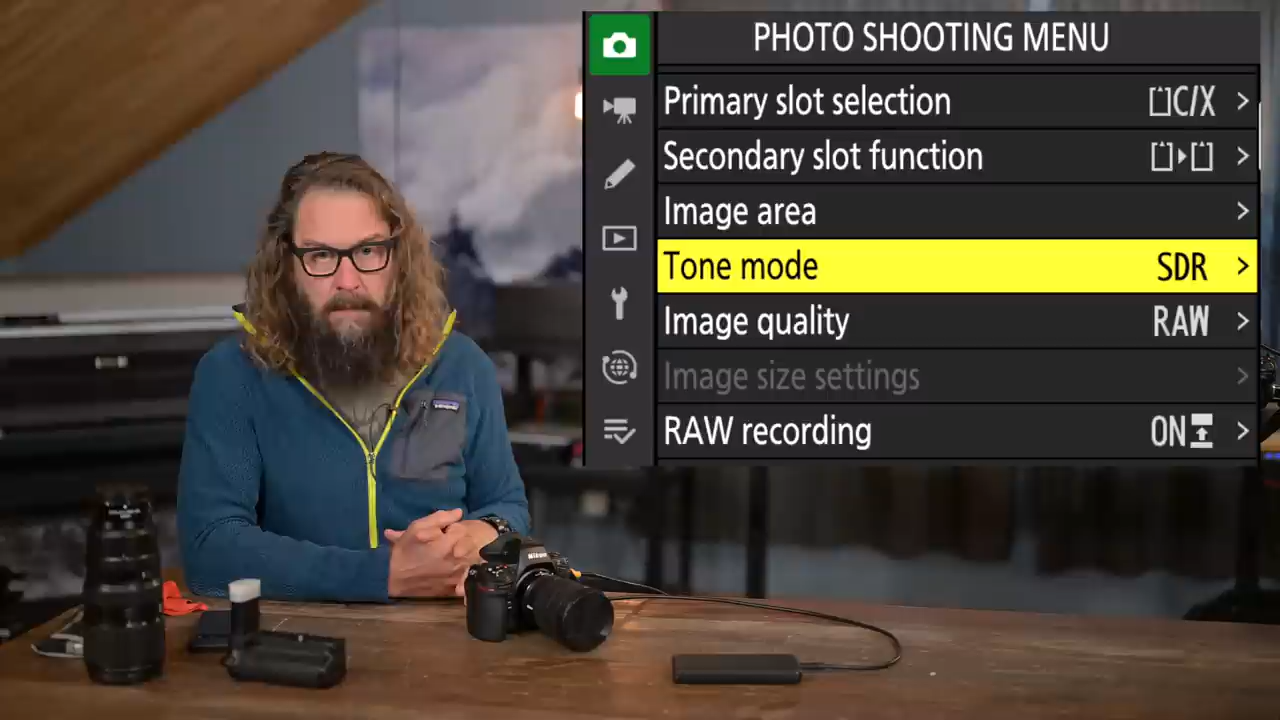 PHOTO SHOOTING MENU
Primary slot selection C/X >
Secondary slot function >
Image area >
Tone mode SDR >
Image quality RAW >
Image size settings >
RAW recording ON >
Nikon